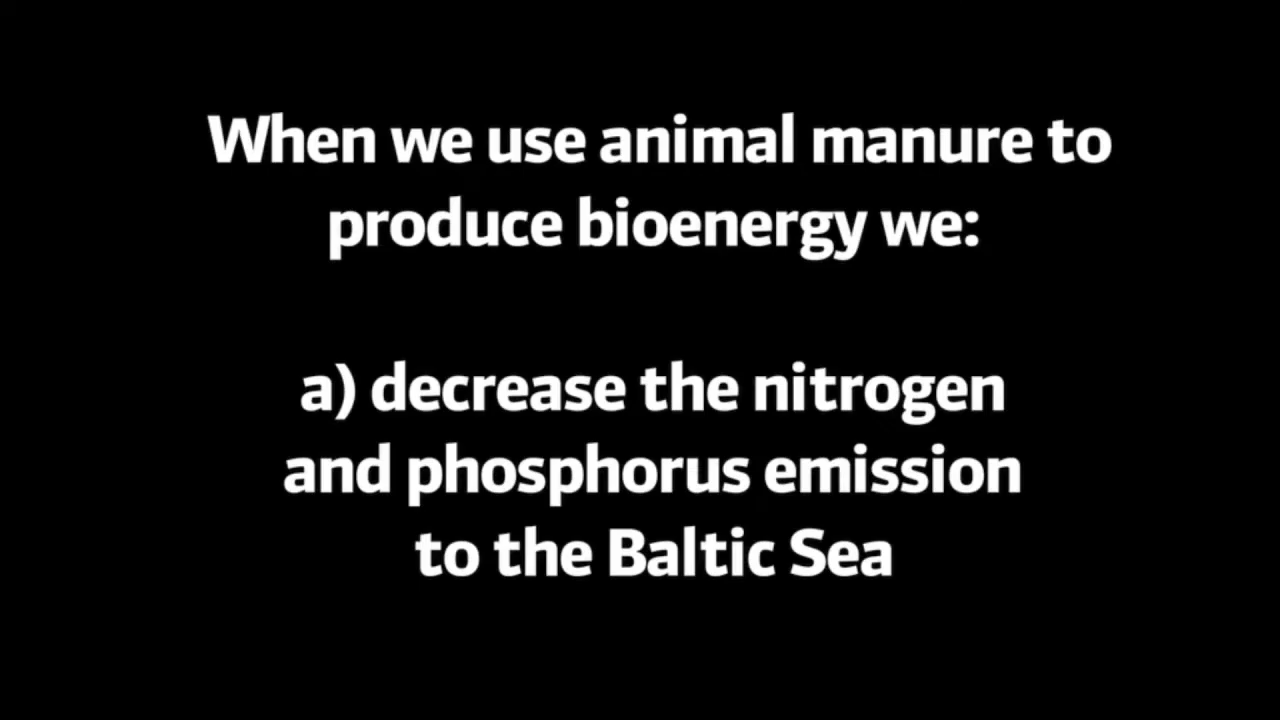 When we use animal manure to
produce bioenergy we:
a) decrease the nitrogen
and phosphorus emission
to the Baltic Sea